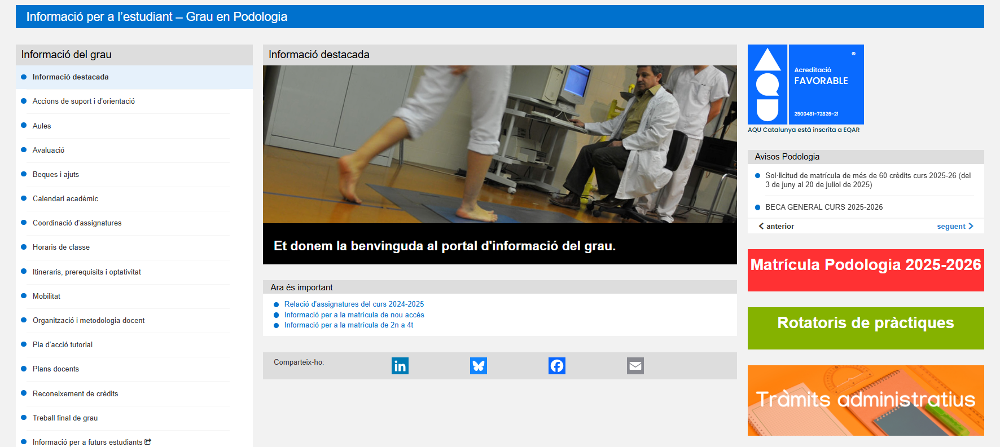 Informació per a l’estudiant – Grau en Podologia
Informació del grau
Informació destacada
Accions de suport i d'orientació
Aules
Avaluació
Beques i ajuts
Calendari acadèmic
Coordinació d'assignatures
Horaris de classe
Itineraris, prerequisits i optativitat
Mobilitat
Organització i metodologia docent
Pla d'acció tutorial
Plans docents
Reconeixement de crèdits
Treball final de grau
Informació per a futurs estudiants
Informació destacada
Et donem la benvinguda al portal d'informació del grau.
Ara és important
Relació d'assignatures del curs 2024-2025
Informació per a la matrícula de nou accés
Informació per a la matrícula de 2n a 4t
Comparteix-ho:
AQU
®
Acreditació
FAVORABLE
2500481-72826-21
AQU Catalunya està inscrita a EQAR
Avisos Podologia
Sol·licitud de matrícula de més de 60 crèdits curs 2025-26 (del
3 de juny al 20 de juliol de 2025)
BECA GENERAL CURS 2025-2026
anterior
següent
Matrícula Podologia 2025-2026
Rotatoris de pràctiques
Tràmits administratius